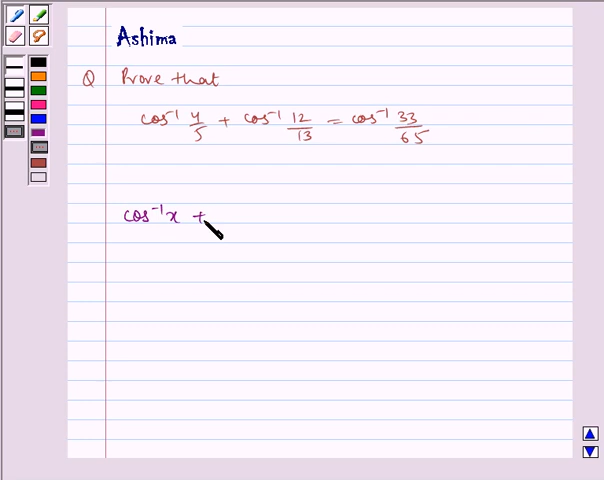 Ashima
Q Prove that
cos⁻¹ 4/5 + cos⁻¹ 12/13 = cos⁻¹ 33/65
cos⁻¹x +